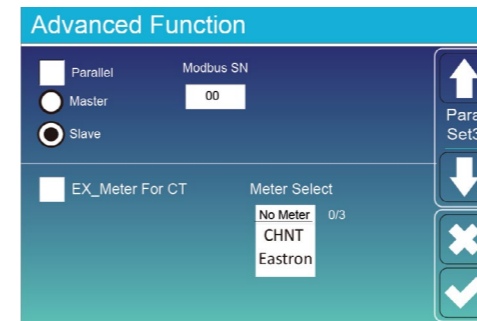 Advanced Function
Parallel
Modbus SN
Master
00
Slave
Para
Set3
EX_Meter For CT
Meter Select
No Meter 0/3
CHNT
Eastron